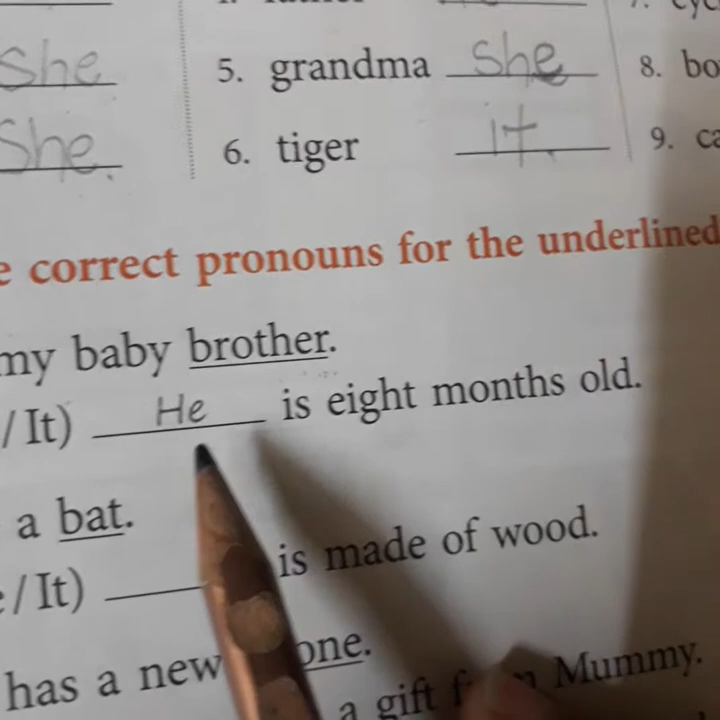 She 5. grandma she 8. bo
She. 6. tiger it 9. ca
e correct pronouns for the underlined
my baby brother.
/ It) He is eight months old.
a bat.
/ It) is made of wood.
has a new one.
a gift Mummy.